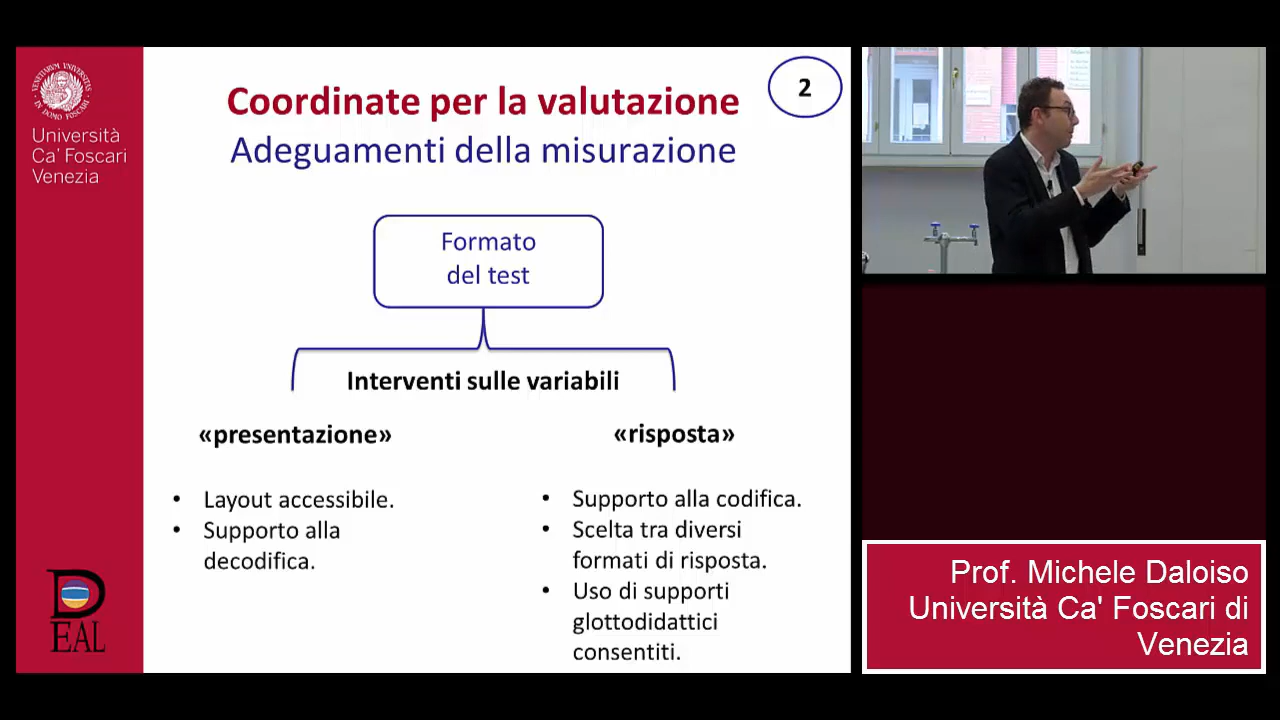 Università
Ca' Foscari
Venezia
DEAL
Coordinate per la valutazione
Adeguamenti della misurazione
2
Formato
del test
Interventi sulle variabili
«presentazione»
• Layout accessibile.
• Supporto alla
decodifica.
«risposta»
• Supporto alla codifica.
• Scelta tra diversi
formati di risposta.
• Uso di supporti
glottodidattici
consentiti.
Prof. Michele Daloiso
Università Ca' Foscari di
Venezia